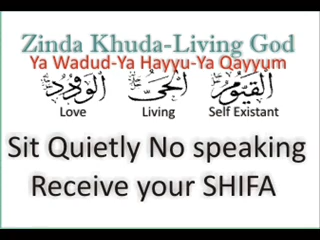 Zinda Khuda-Living God
Ya Wadud-Ya Hayyu-Ya Qayyum
الودود الحي القيوم
Love Living Self Existant
Sit Quietly No speaking
Receive your SHIFA